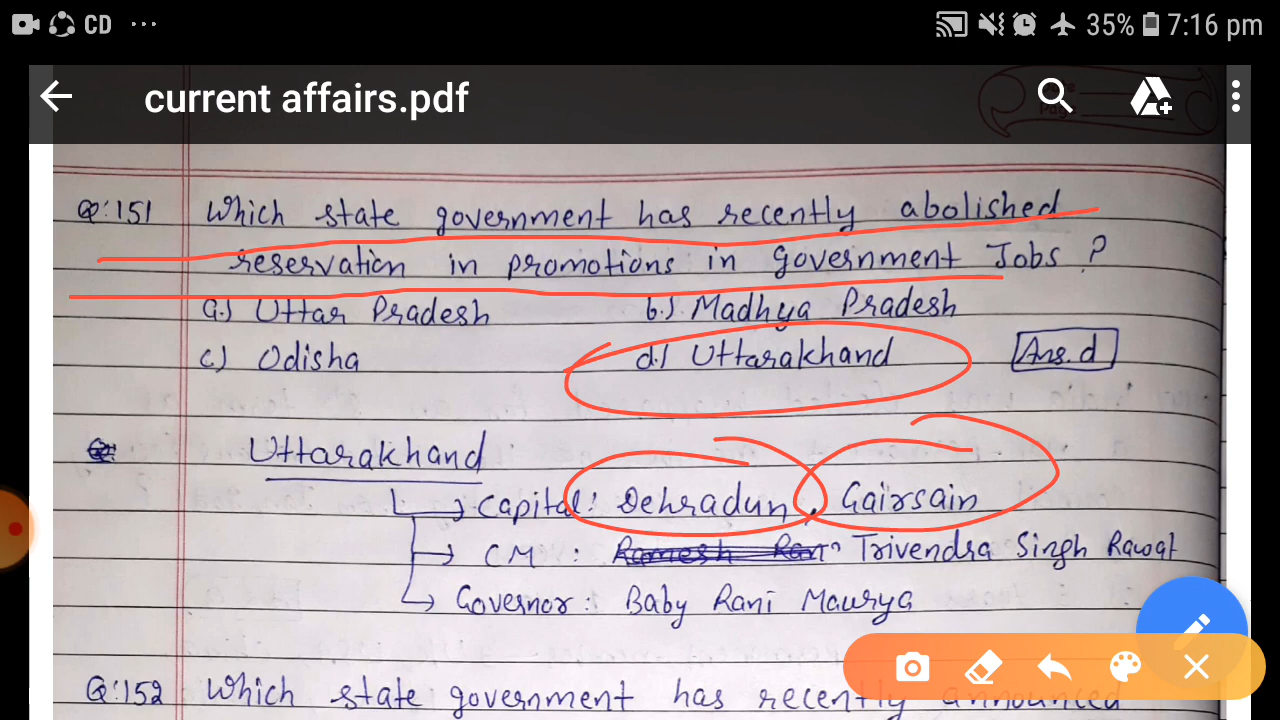 CD ... 35% 7:16 pm
current affairs.pdf
Q:151 Which state government has recently abolished
reservation in promotions in government Jobs ?
a.) Uttar Pradesh b.) Madhya Pradesh
c) Odisha d.) Uttarakhand Ans. d
Uttarakhand
Capital: Dehradun, Gairsain
CM : Trivendra Singh Rawat
Governor: Baby Rani Maurya
Q:152 Which state government has recently announced